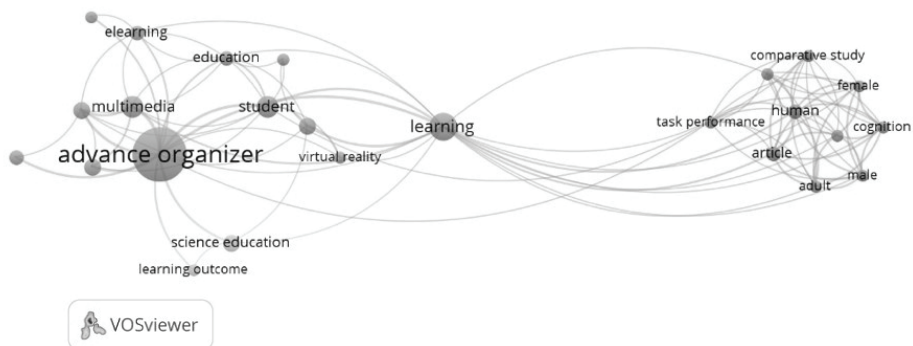 elearning
education
multimedia
student
advance organizer
virtual reality
learning
science education
learning outcome
comparative study
female
human
task performance
cognition
article
male
adult
VOSviewer